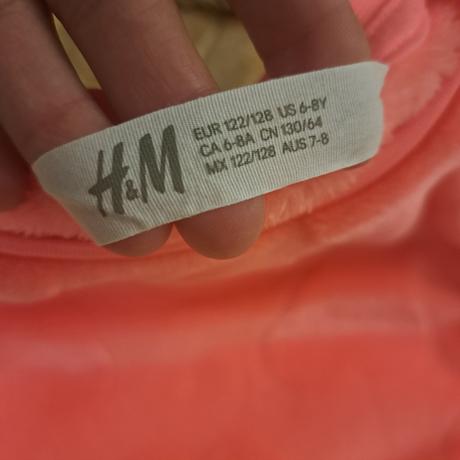 H&M
EUR 122/128 US 6-8Y
CA 6-8A CN 130/64
MX 122/128 AUS 7-8